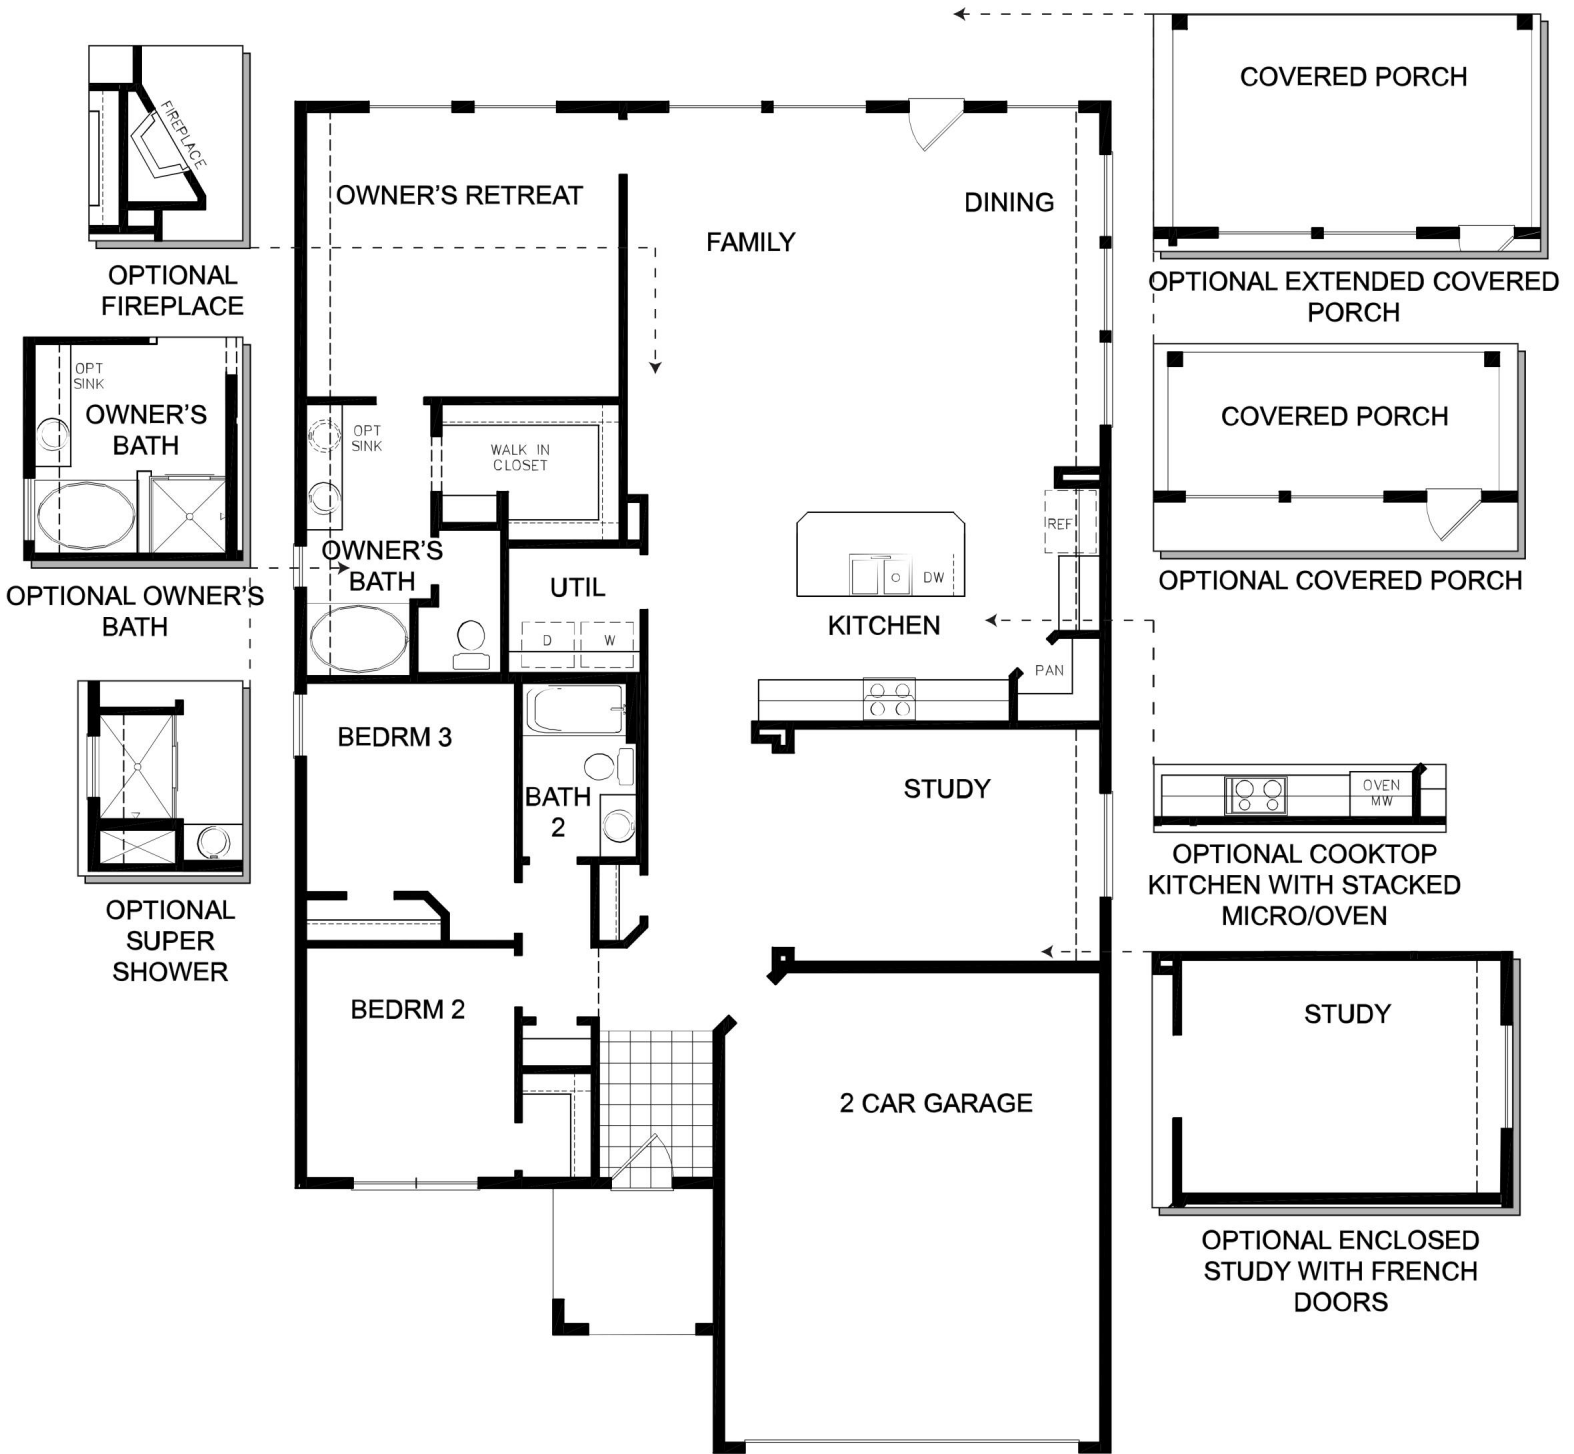 COVERED PORCH
OPTIONAL EXTENDED COVERED
PORCH
FIREPLACE
OPTIONAL
FIREPLACE
OWNER'S RETREAT
FAMILY
DINING
OPT
SINK
OWNER'S
BATH
OPTIONAL OWNER'S
BATH
OPT
SINK
WALK IN
CLOSET
COVERED PORCH
OPTIONAL COVERED PORCH
REF
OWNER'S
BATH
UTIL
D
W
DW
KITCHEN
PAN
OPTIONAL
SUPER
SHOWER
BEDRM 3
BATH
2
STUDY
OVEN
MW
OPTIONAL COOKTOP
KITCHEN WITH STACKED
MICRO/OVEN
BEDRM 2
2 CAR GARAGE
STUDY
OPTIONAL ENCLOSED
STUDY WITH FRENCH
DOORS